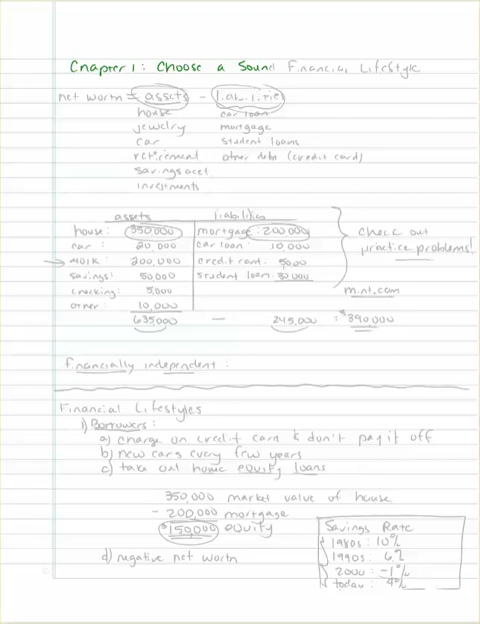 Chapter 1: Choose a Sound Financial Lifestyle
net worth = assets - liabilities
house car loan
jewelry mortgage
car student loans
retirement other debt (credit card)
savings acct
investments
assets liabilities
house: 350,000 mortgage: 200,000
car: 20,000 car loan: 10,000
401K: 200,000 credit card: 5000
savings: 50,000 student loan: 30,000
checking: 5,000
other: 10,000
635,000 - 245,000 = $390,000
check out
practice problems!
mint.com
financially independent:
Financial Lifestyles
1) Borrowers:
a) charge on credit card & don't pay it off
b) new cars every few years
c) take out home equity loans
350,000 market value of house
- 200,000 mortgage
$150,000 equity
d) negative net worth
Savings Rate
1980s: 10%
1990s: 6%
2000: -1%
today: 4%